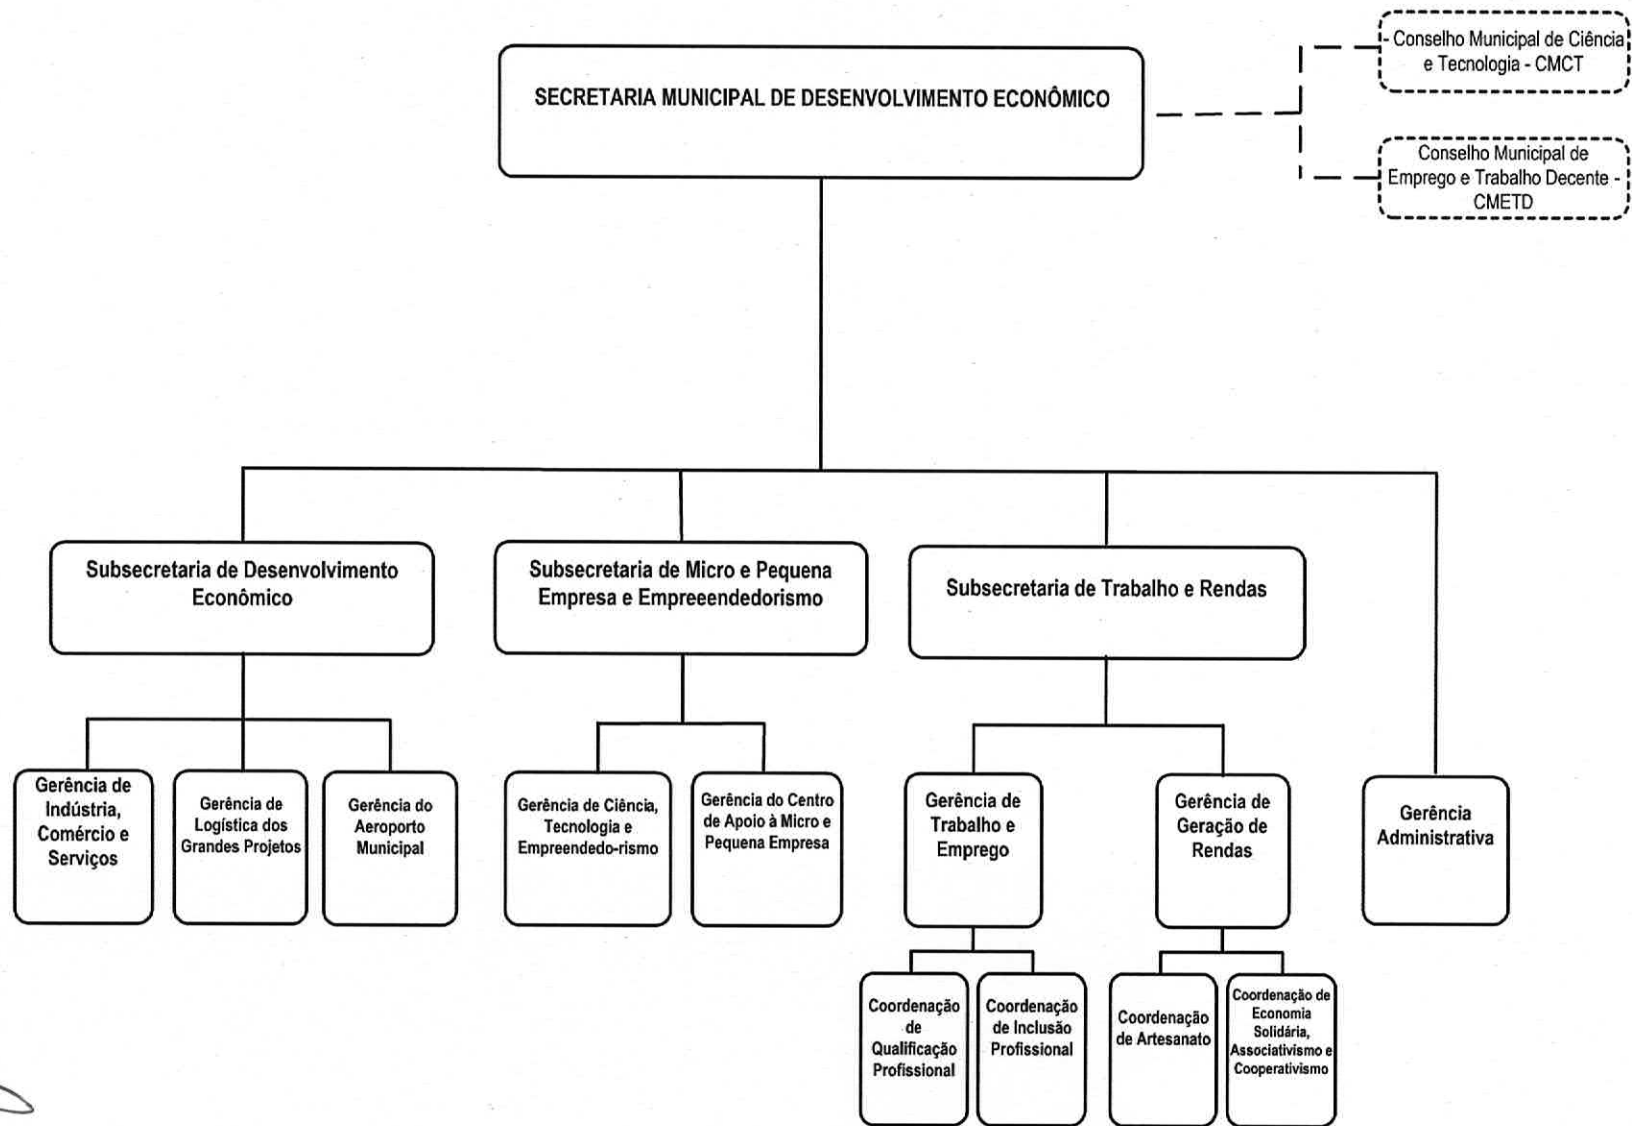 - Conselho Municipal de Ciência
e Tecnologia - CMCT
SECRETARIA MUNICIPAL DE DESENVOLVIMENTO ECONÔMICO
Conselho Municipal de
Emprego e Trabalho Decente -
CMETD
Subsecretaria de Desenvolvimento
Econômico
Subsecretaria de Micro e Pequena
Empresa e Empreeendedorismo
Subsecretaria de Trabalho e Rendas
Gerência de
Indústria,
Comércio e
Serviços
Gerência de
Logística dos
Grandes Projetos
Gerência do
Aeroporto
Municipal
Gerência de Ciência,
Tecnologia e
Empreendedo-rismo
Gerência do Centro
de Apoio à Micro e
Pequena Empresa
Gerência de
Trabalho e
Emprego
Gerência de
Geração de
Rendas
Gerência
Administrativa
Coordenação
de
Qualificação
Profissional
Coordenação
de Inclusão
Profissional
Coordenação
de Artesanato
Coordenação de
Economia
Solidária,
Associativismo e
Cooperativismo